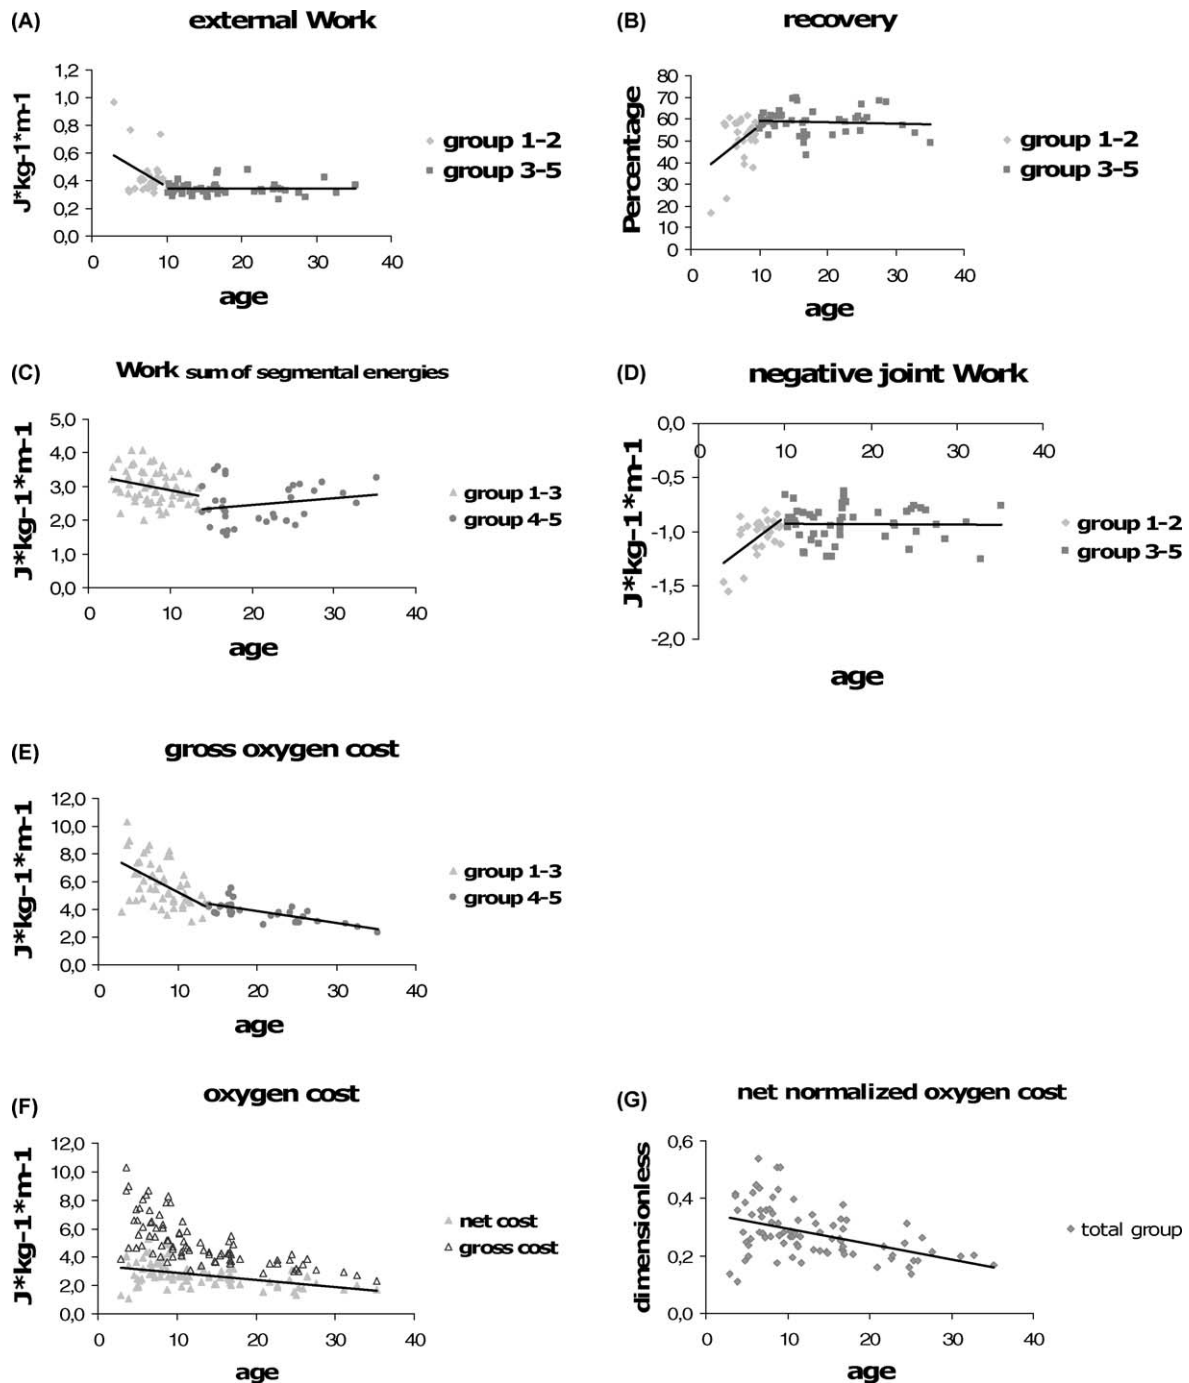 (A) external Work
J*kg-1*m-1
1,2
1,0
0,8
0,6
0,4
0,2
0,0
0 10 20 30 40
age
group 1-2
group 3-5
(B) recovery
Percentage
80
70
60
50
40
30
20
10
0
0 10 20 30 40
age
group 1-2
group 3-5
(C) Work sum of segmental energies
J*kg-1*m-1
5,0
4,0
3,0
2,0
1,0
0,0
0 10 20 30 40
age
group 1-3
group 4-5
(D) negative joint Work
J*kg-1*m-1
0,0
-0,5
-1,0
-1,5
-2,0
0 10 20 30 40
age
group 1-2
group 3-5
(E) gross oxygen cost
J*kg-1*m-1
12,0
10,0
8,0
6,0
4,0
2,0
0,0
0 10 20 30 40
age
group 1-3
group 4-5
(F) oxygen cost
J*kg-1*m-1
12,0
10,0
8,0
6,0
4,0
2,0
0,0
0 10 20 30 40
age
net cost
gross cost
(G) net normalized oxygen cost
dimensionless
0,6
0,4
0,2
0,0
0 10 20 30 40
age
total group